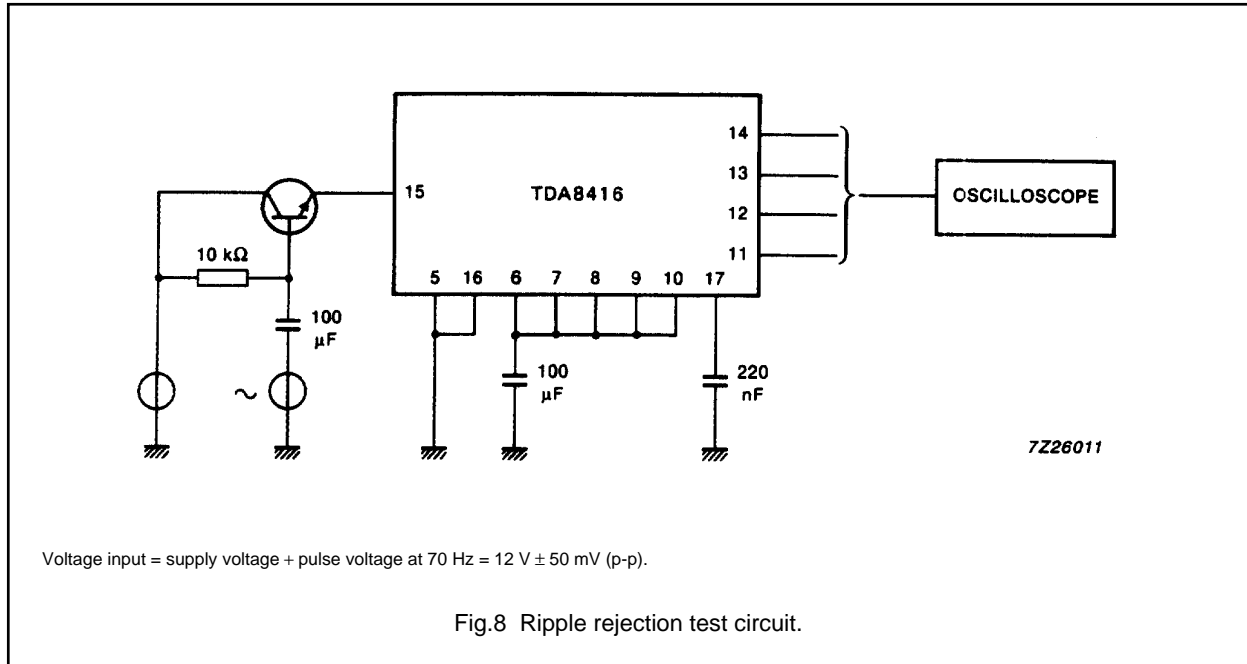 14
13
15
TDA8416
12
OSCILLOSCOPE
11
10 kΩ
5 16 6 7 8 9 10 17
100
μF
100
μF
220
nF
~
7Z26011
Voltage input = supply voltage + pulse voltage at 70 Hz = 12 V ± 50 mV (p-p).
Fig.8 Ripple rejection test circuit.